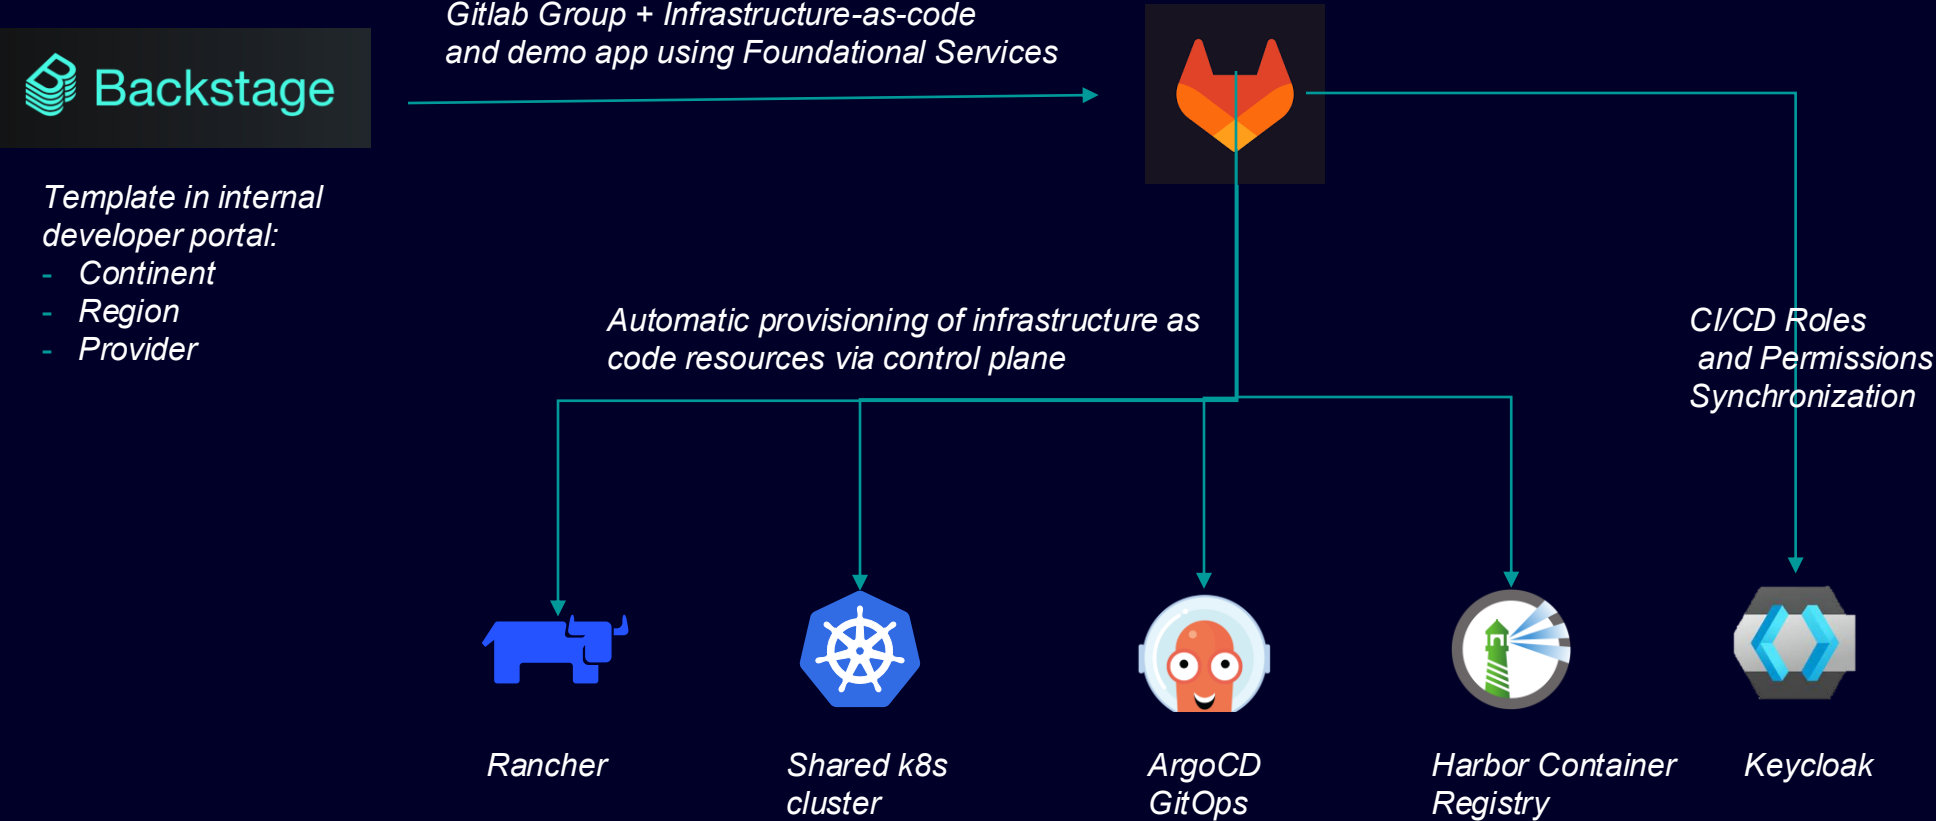 Gitlab Group + Infrastructure-as-code
and demo app using Foundational Services
Backstage
Template in internal
developer portal:
- Continent
- Region
- Provider
Automatic provisioning of infrastructure as
code resources via control plane
CI/CD Roles
and Permissions
Synchronization
Rancher
Shared k8s
cluster
ArgoCD
GitOps
Harbor Container
Registry
Keycloak